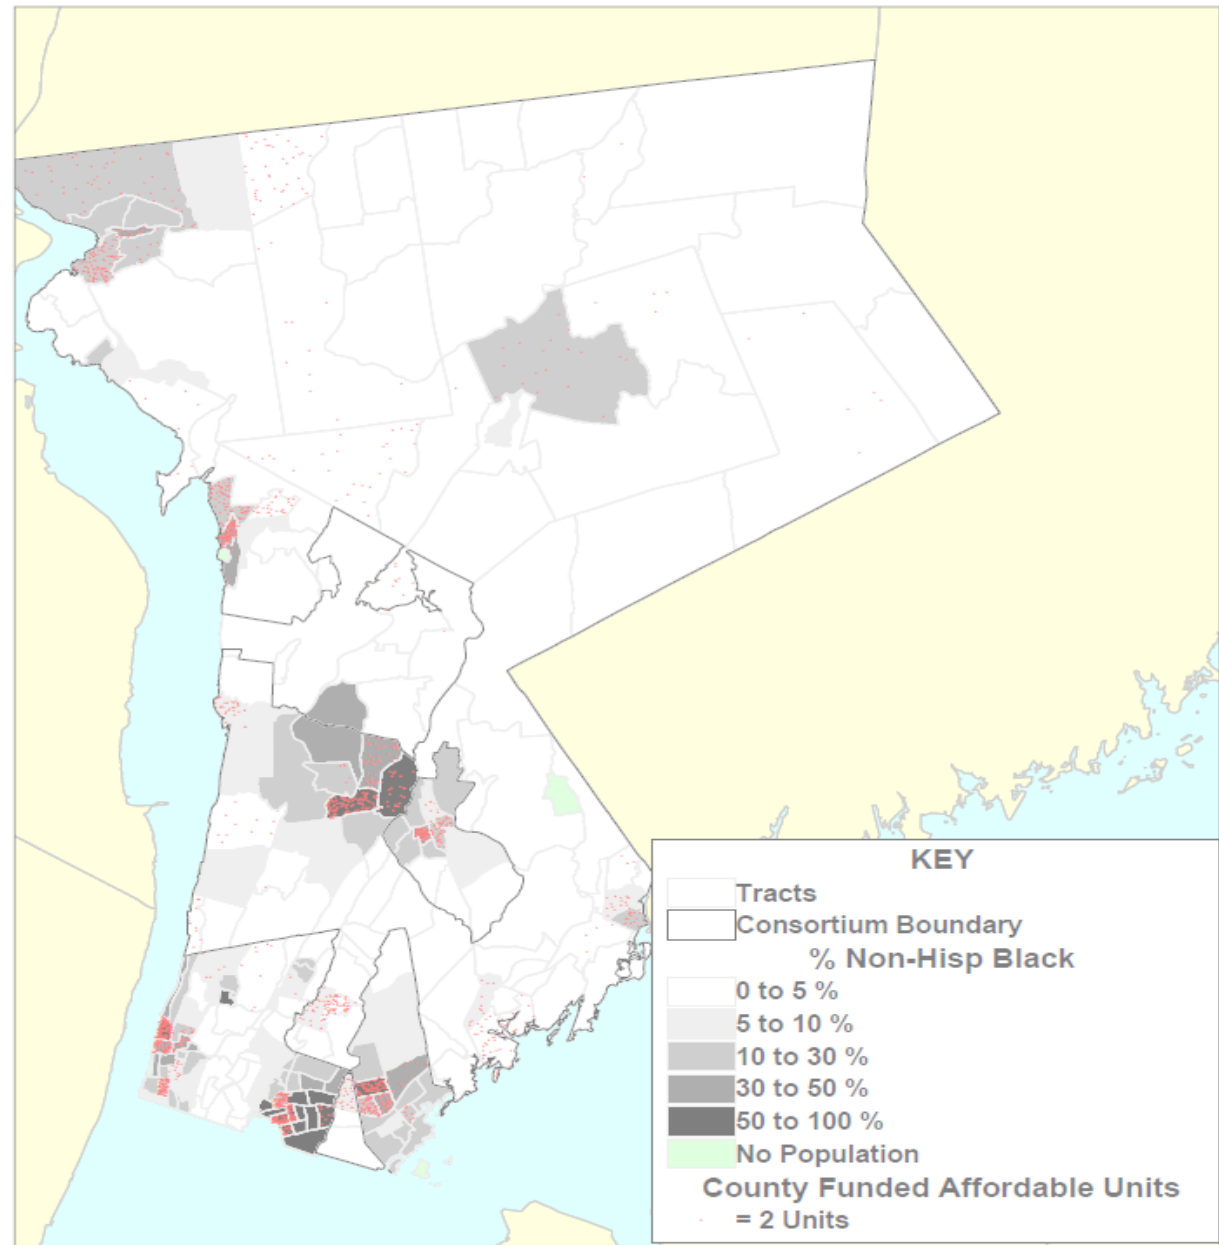 KEY
Tracts
Consortium Boundary
% Non-Hisp Black
0 to 5 %
5 to 10 %
10 to 30 %
30 to 50 %
50 to 100 %
No Population
County Funded Affordable Units
= 2 Units